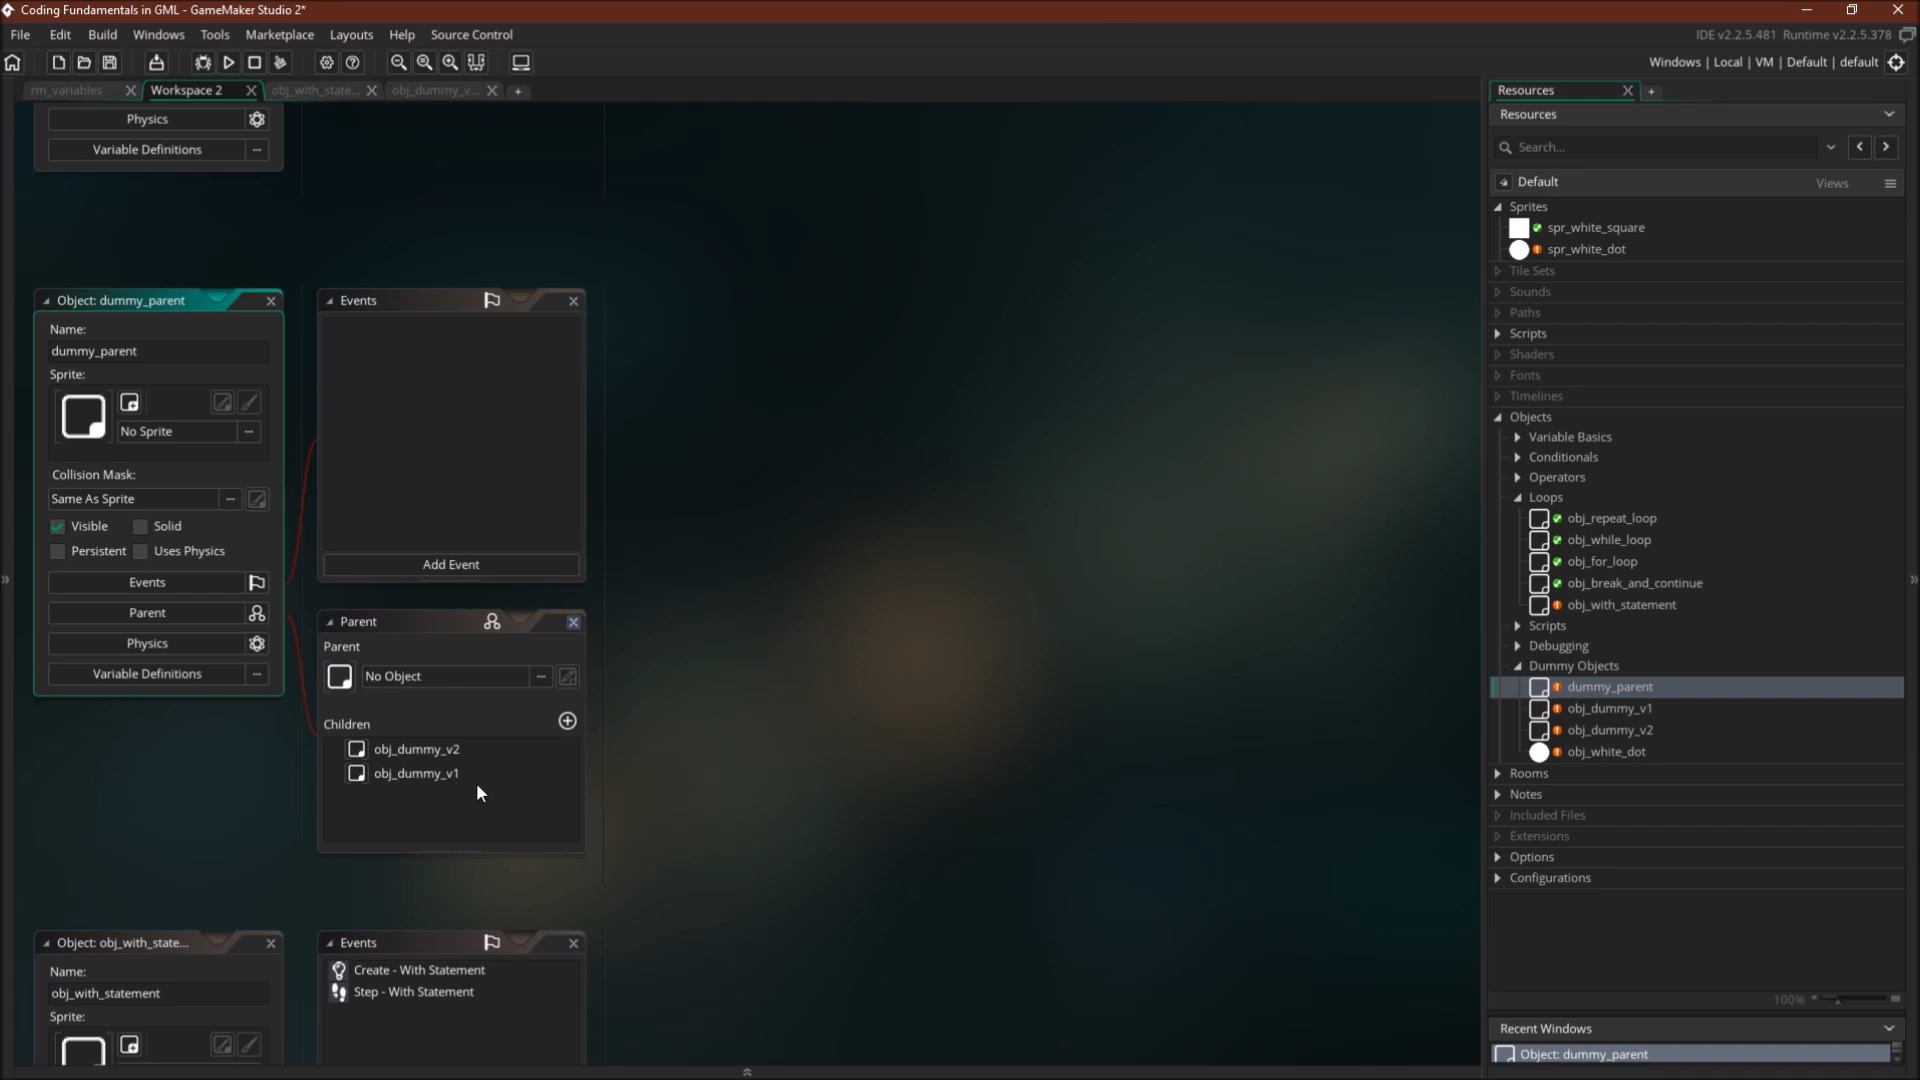 Coding Fundamentals in GML - GameMaker Studio 2*
File Edit Build Windows Tools Marketplace Layouts Help Source Control
IDE v2.2.5.481 Runtime v2.2.5.378
Windows | Local | VM | Default | default
rm_variables
Workspace 2
obj_with_state...
obj_dummy_v...
Physics
Variable Definitions
Object: dummy_parent
Name:
dummy_parent
Sprite:
No Sprite
Collision Mask:
Same As Sprite
Visible
Solid
Persistent
Uses Physics
Events
Parent
Physics
Variable Definitions
Events
Add Event
Parent
Parent
No Object
Children
obj_dummy_v2
obj_dummy_v1
Object: obj_with_state...
Name:
obj_with_statement
Sprite:
Events
Create - With Statement
Step - With Statement
Resources
Resources
Search...
Default
Views
Sprites
spr_white_square
spr_white_dot
Tile Sets
Sounds
Paths
Scripts
Shaders
Fonts
Timelines
Objects
Variable Basics
Conditionals
Operators
Loops
obj_repeat_loop
obj_while_loop
obj_for_loop
obj_break_and_continue
obj_with_statement
Scripts
Debugging
Dummy Objects
dummy_parent
obj_dummy_v1
obj_dummy_v2
obj_white_dot
Rooms
Notes
Included Files
Extensions
Options
Configurations
100%
Recent Windows
Object: dummy_parent